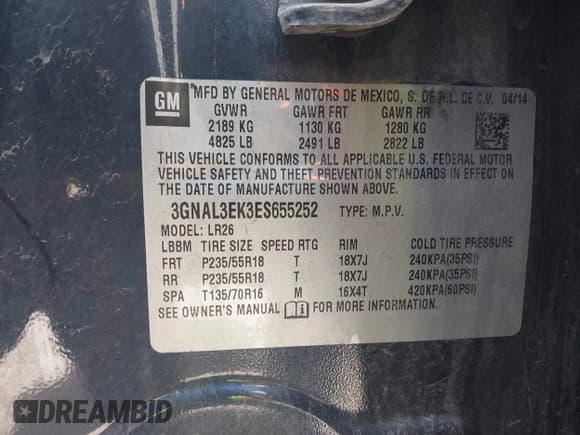 GM
MFD BY GENERAL MOTORS DE MEXICO, S. DE R.L. DE C.V. 04/14
GVWR GAWR FRT GAWR RR
2189 KG 1130 KG 1280 KG
4825 LB 2491 LB 2822 LB
THIS VEHICLE CONFORMS TO ALL APPLICABLE U.S. FEDERAL MOTOR
VEHICLE SAFETY AND THEFT PREVENTION STANDARDS IN EFFECT ON THE
DATE OF MANUFACTURE SHOWN ABOVE.
3GNAL3EK3ES655252 TYPE: M.P.V.
MODEL: LR26
LBBM TIRE SIZE SPEED RTG RIM COLD TIRE PRESSURE
FRT P235/55R18 T 18X7J 240KPA(35PSI)
RR P235/55R18 T 18X7J 240KPA(35PSI)
SPA T135/70R16 M 16X4T 420KPA(60PSI)
SEE OWNER'S MANUAL FOR MORE INFORMATION.
DREAMBID